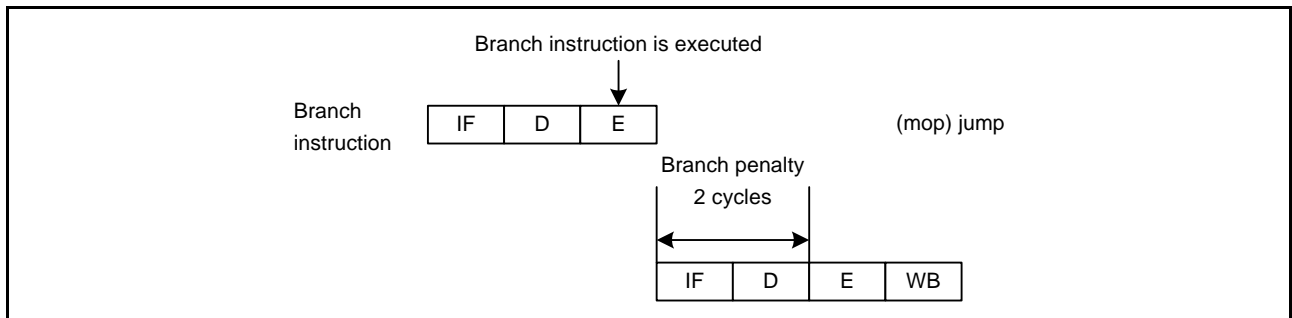 Branch instruction is executed
Branch
instruction
IF D E
(mop) jump
Branch penalty
2 cycles
IF D E WB